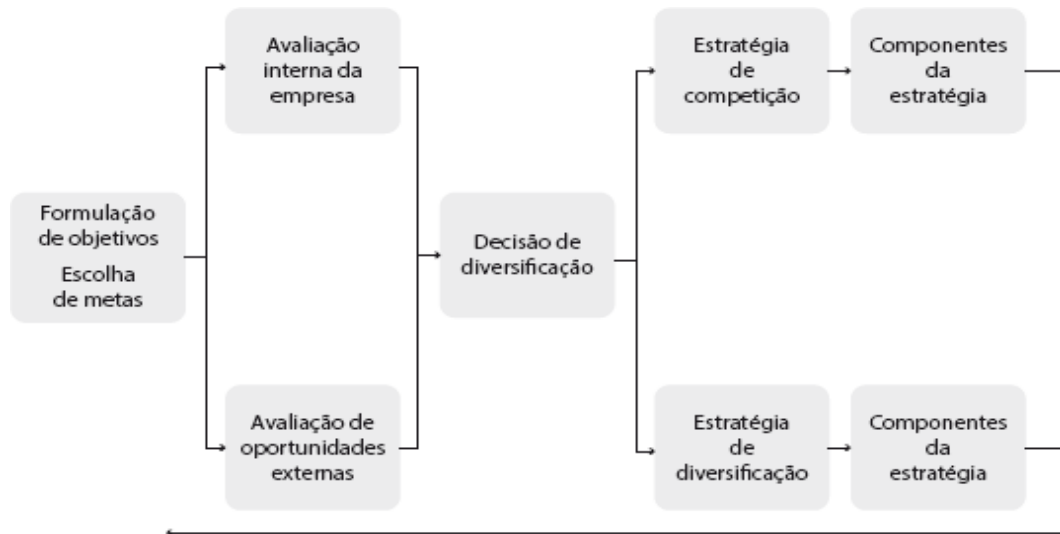 Formulação
de objetivos
Escolha
de metas
Avaliação
interna da
empresa
Avaliação de
oportunidades
externas
Decisão de
diversificação
Estratégia
de
competição
Componentes
da
estratégia
Estratégia
de
diversificação
Componentes
da
estratégia